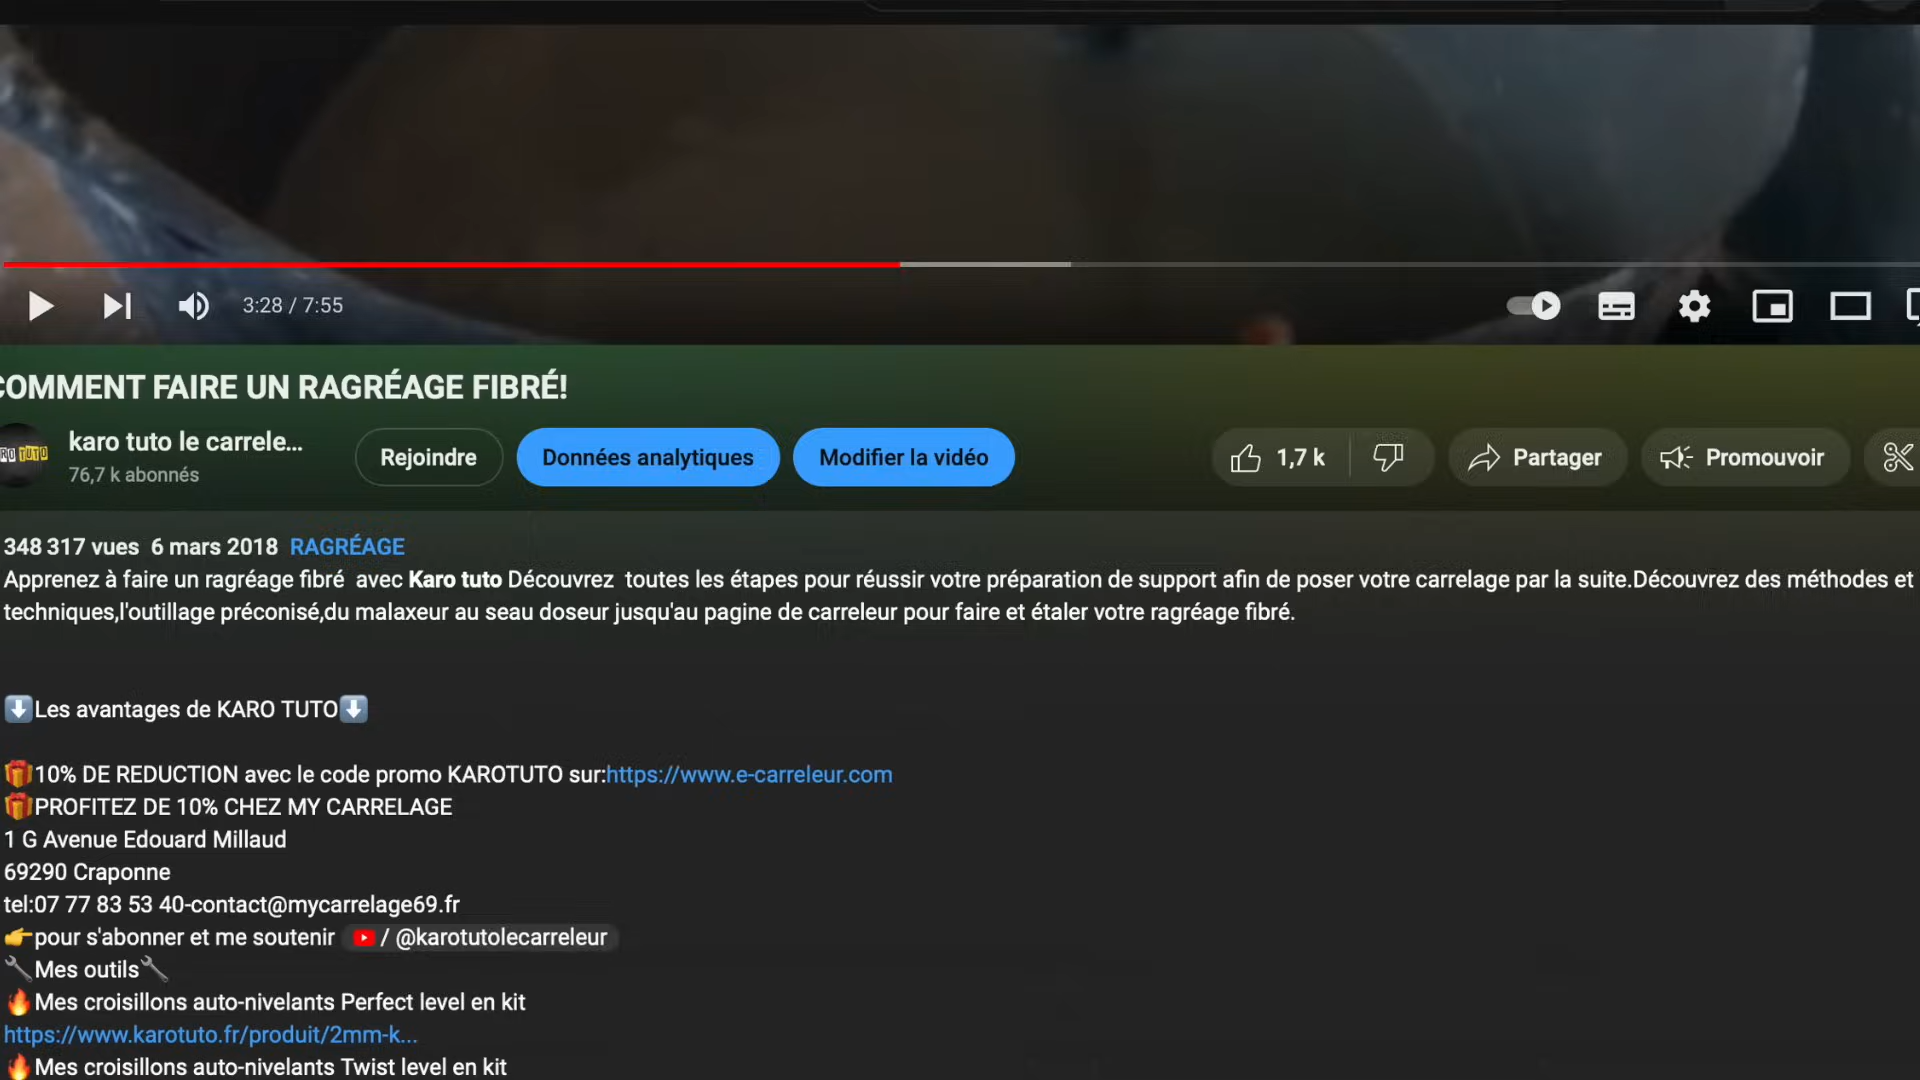 3:28 / 7:55
COMMENT FAIRE UN RAGRÉAGE FIBRÉ!
karo tuto le carrele...
76,7 k abonnés
Rejoindre
Données analytiques
Modifier la vidéo
1,7 k
Partager
Promouvoir
RO TUTO
348 317 vues 6 mars 2018 RAGRÉAGE
Apprenez à faire un ragréage fibré avec Karo tuto Découvrez toutes les étapes pour réussir votre préparation de support afin de poser votre carrelage par la suite.Découvrez des méthodes et
techniques,l'outillage préconisé,du malaxeur au seau doseur jusqu'au pagine de carreleur pour faire et étaler votre ragréage fibré.
⬇️Les avantages de KARO TUTO⬇️
🎁10% DE REDUCTION avec le code promo KAROTUTO sur:https://www.e-carreleur.com
🎁PROFITEZ DE 10% CHEZ MY CARRELAGE
1 G Avenue Edouard Millaud
69290 Craponne
tel:07 77 83 53 40-contact@mycarrelage69.fr
👉pour s'abonner et me soutenir / @karotutolecarreleur
🔧Mes outils🔧
🔥Mes croisillons auto-nivelants Perfect level en kit
https://www.karotuto.fr/produit/2mm-k...
🔥Mes croisillons auto-nivelants Twist level en kit